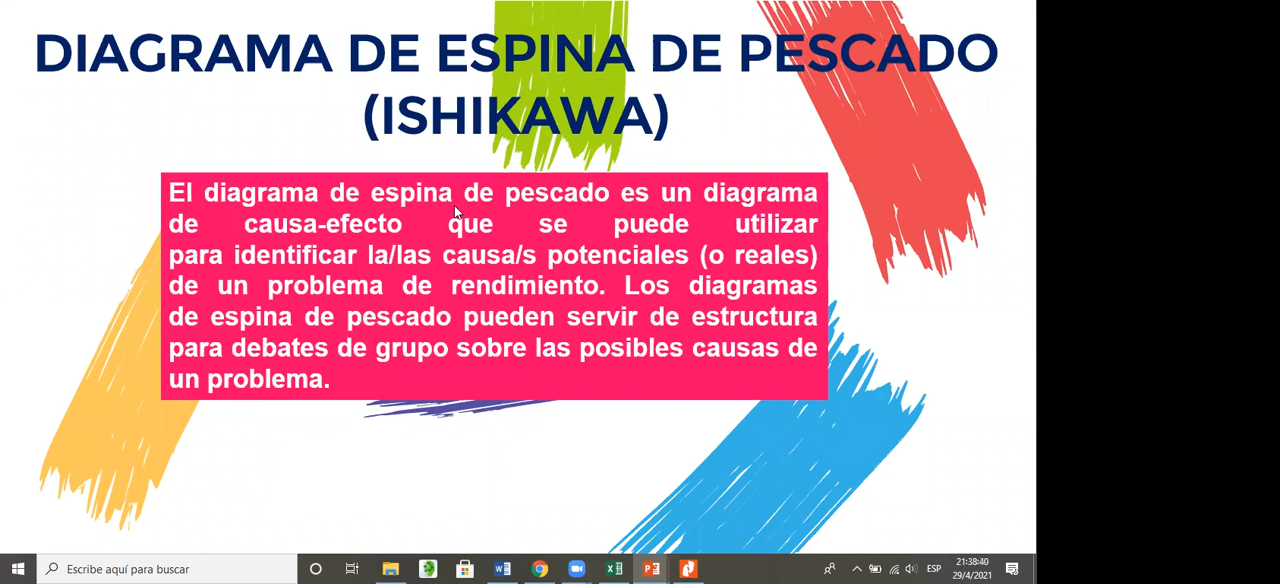 DIAGRAMA DE ESPINA DE PESCADO
(ISHIKAWA)
El diagrama de espina de pescado es un diagrama
de causa-efecto que se puede utilizar
para identificar la/las causa/s potenciales (o reales)
de un problema de rendimiento. Los diagramas
de espina de pescado pueden servir de estructura
para debates de grupo sobre las posibles causas de
un problema.
Escribe aquí para buscar
ESP
21:38:40
29/4/2021